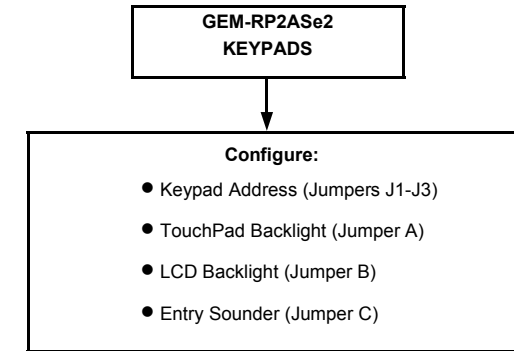 GEM-RP2ASe2
KEYPADS
Configure:
● Keypad Address (Jumpers J1-J3)
● TouchPad Backlight (Jumper A)
● LCD Backlight (Jumper B)
● Entry Sounder (Jumper C)